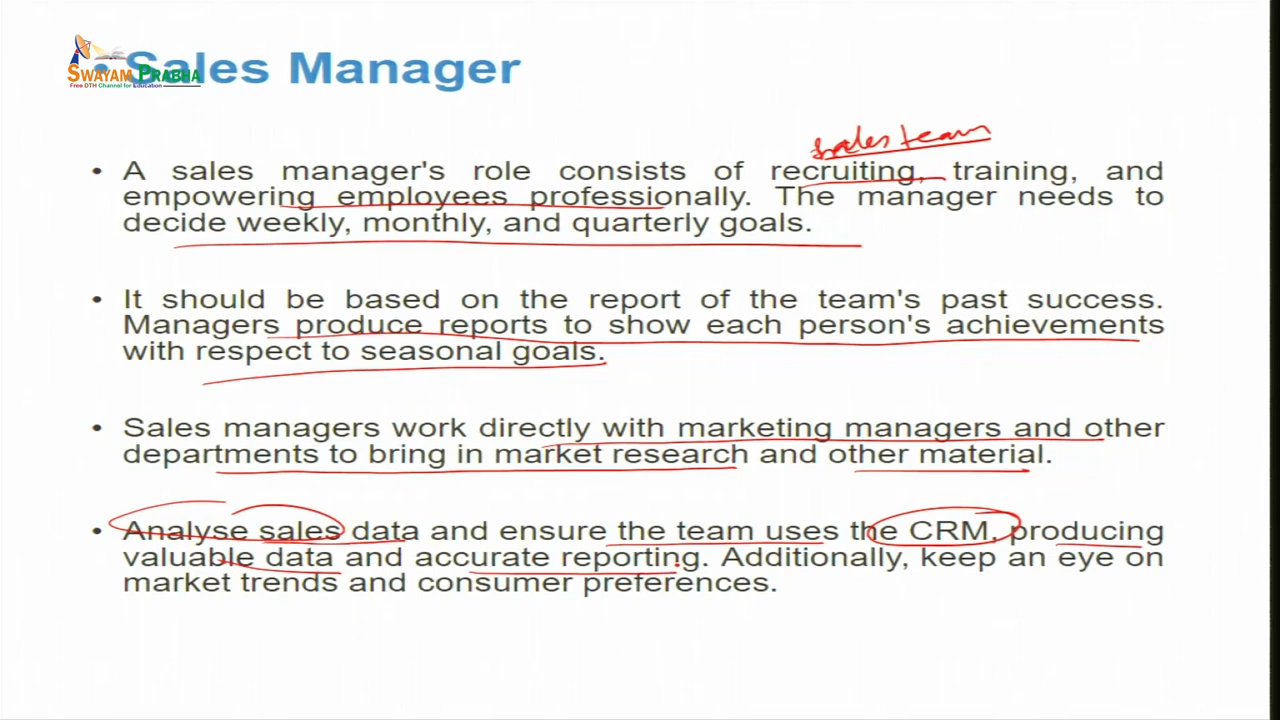 • Sales Manager
SWAYAM PRABHA
Free DTH Channel for Education
sales team
• A sales manager's role consists of recruiting, training, and
empowering employees professionally. The manager needs to
decide weekly, monthly, and quarterly goals.
• It should be based on the report of the team's past success.
Managers produce reports to show each person's achievements
with respect to seasonal goals.
• Sales managers work directly with marketing managers and other
departments to bring in market research and other material.
• Analyse sales data and ensure the team uses the CRM, producing
valuable data and accurate reporting. Additionally, keep an eye on
market trends and consumer preferences.